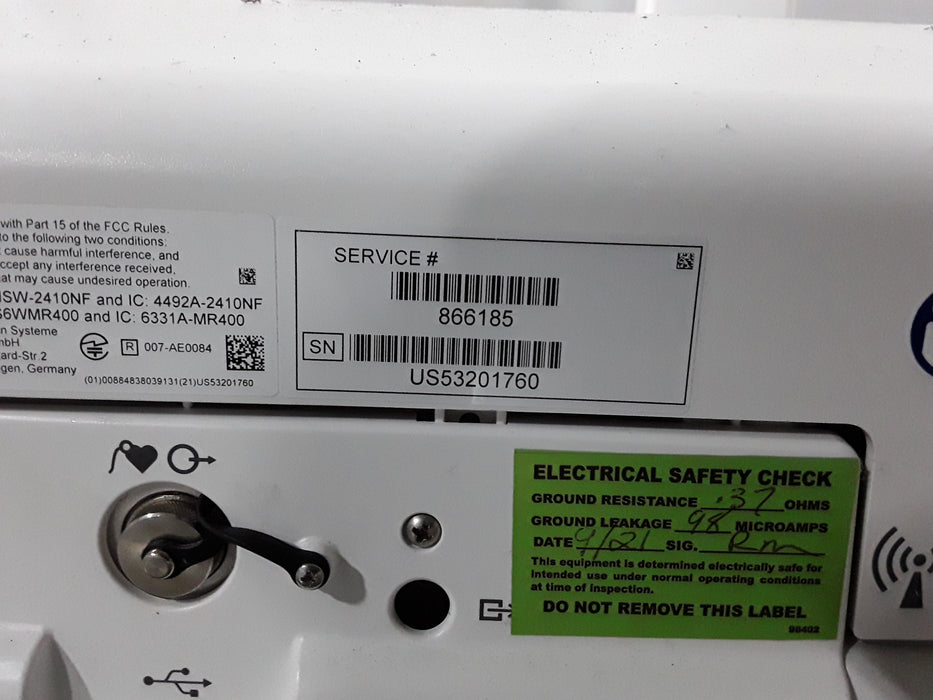 with Part 15 of the FCC Rules.
to the following two conditions:
cause harmful interference, and
ccept any interference received,
at may cause undesired operation.
SW-2410NF and IC: 4492A-2410NF
6WMR400 and IC: 6331A-MR400
n Systeme
mbH
ard-Str.2
gen, Germany
R 007-AE0084
(01)00884838039131(21)US53201760
SERVICE #
866185
SN
US53201760
ELECTRICAL SAFETY CHECK
GROUND RESISTANCE .37 OHMS
GROUND LEAKAGE 98 MICROAMPS
DATE 9/021 SIG. Rm
This equipment is determined electrically safe for
intended use under normal operating conditions
at time of inspection.
DO NOT REMOVE THIS LABEL
98402